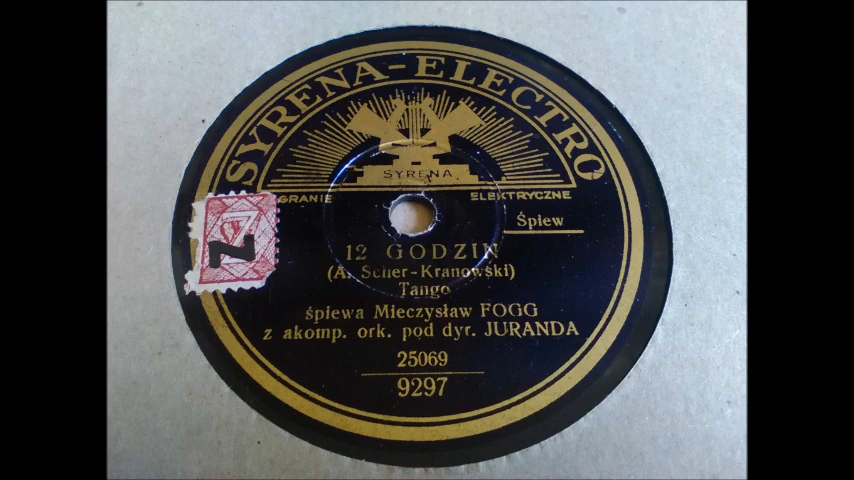 SYRENA-ELECTRO
SYRENA
GRANIE ELEKTRYCZNE
Śpiew
12 GODZIN
(A. Scher-Kranowski)
Tango
śpiewa Mieczysław FOGG
z akomp. ork. pod dyr. JURANDA
25069
9297